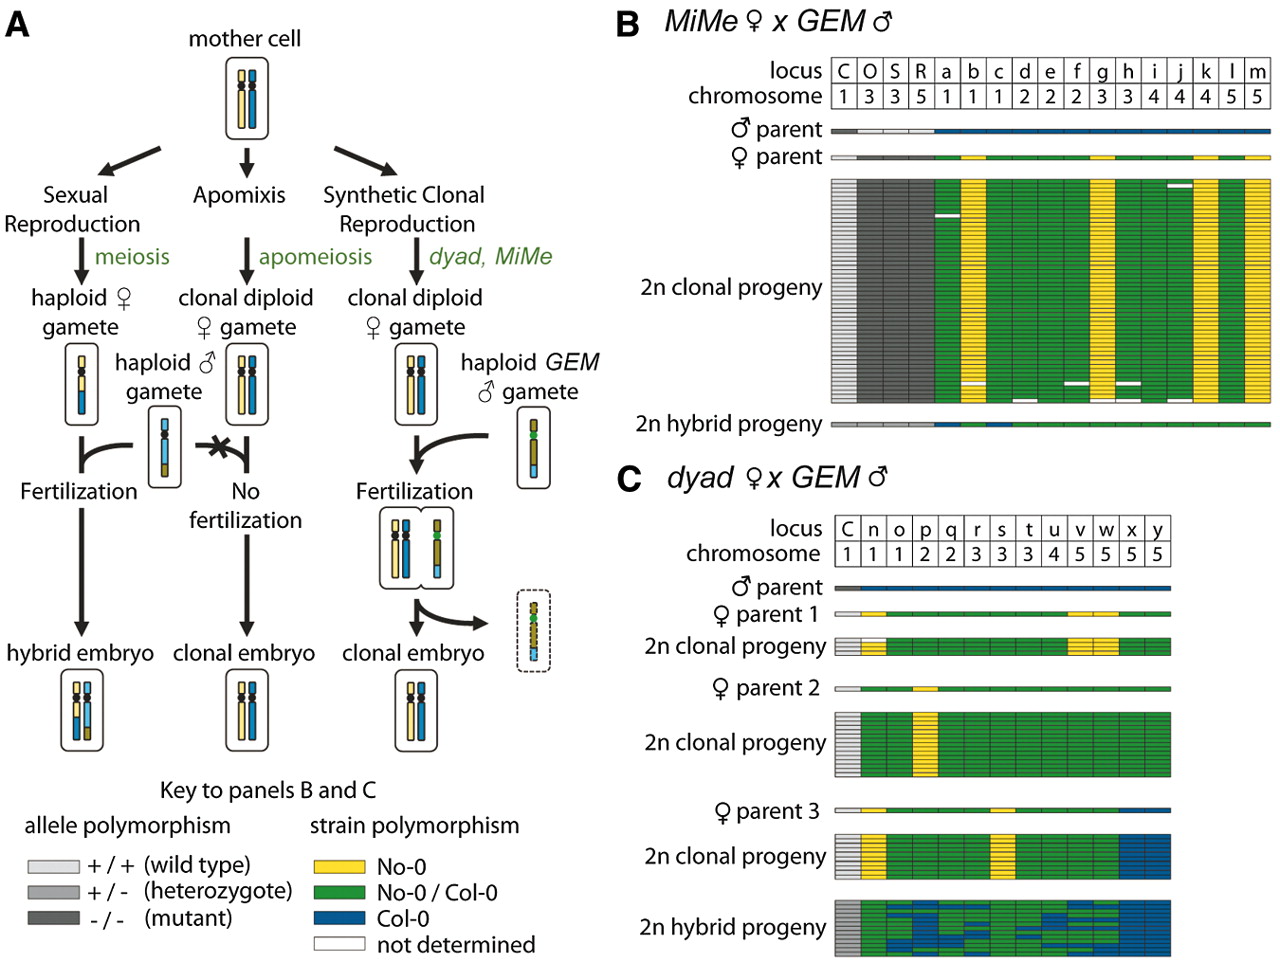 A
mother cell
Sexual
Reproduction
Apomixis
Synthetic Clonal
Reproduction
meiosis
apomeiosis
dyad, MiMe
haploid ♀
gamete
clonal diploid
♀ gamete
clonal diploid
♀ gamete
haploid ♂
gamete
haploid GEM
♂ gamete
Fertilization
No
fertilization
Fertilization
hybrid embryo
clonal embryo
clonal embryo
Key to panels B and C
allele polymorphism
+ / + (wild type)
+ / - (heterozygote)
- / - (mutant)
strain polymorphism
No-0
No-0 / Col-0
Col-0
not determined
B MiMe ♀ x GEM ♂
locus C O S R a b c d e f g h i j k l m
chromosome 1 3 3 5 1 1 1 2 2 2 3 3 4 4 4 5 5
♂ parent
♀ parent
2n clonal progeny
2n hybrid progeny
C dyad ♀ x GEM ♂
locus C n o p q r s t u v w x y
chromosome 1 1 1 2 2 3 3 3 4 5 5 5 5
♂ parent
♀ parent 1
2n clonal progeny
♀ parent 2
2n clonal progeny
♀ parent 3
2n clonal progeny
2n hybrid progeny